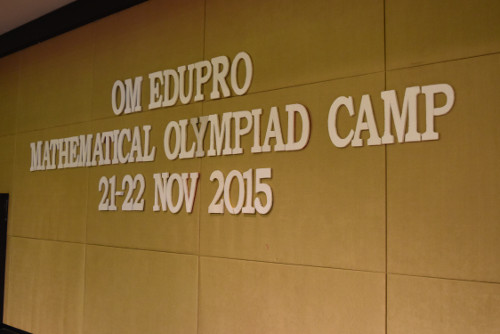 OM EDUPRO
MATHEMATICAL OLYMPIAD CAMP
21-22 NOV 2015